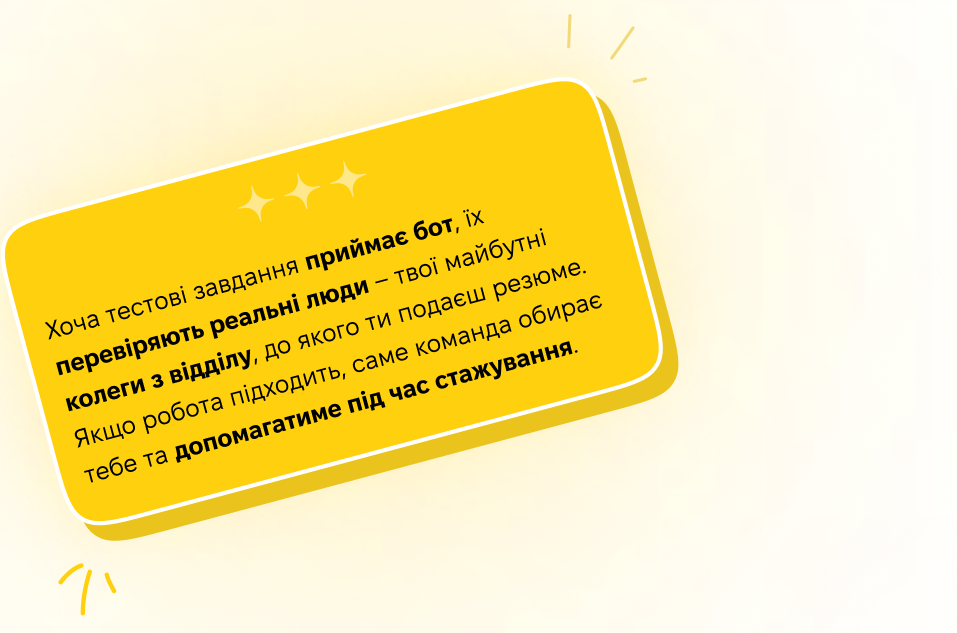 Хоча тестові завдання приймає бот, їх
перевіряють реальні люди – твої майбутні
колеги з відділу, до якого ти подаєш резюме.
Якщо робота підходить, саме команда обирає
тебе та допомагатиме під час стажування.